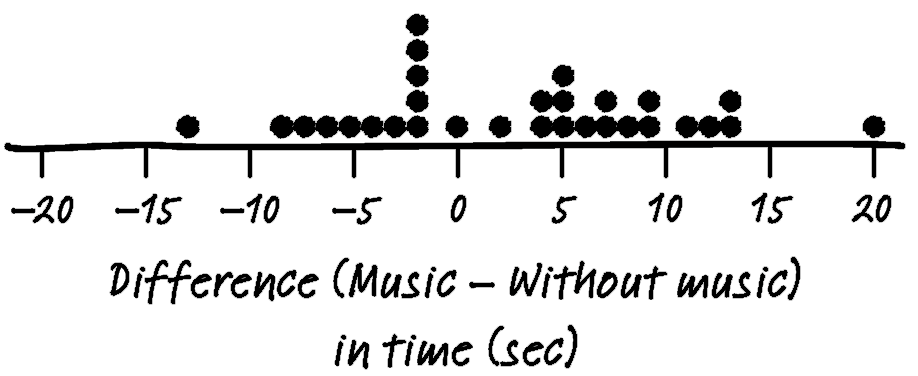 −20 −15 −10 −5 0 5 10 15 20
Difference (Music − Without music)
in time (sec)